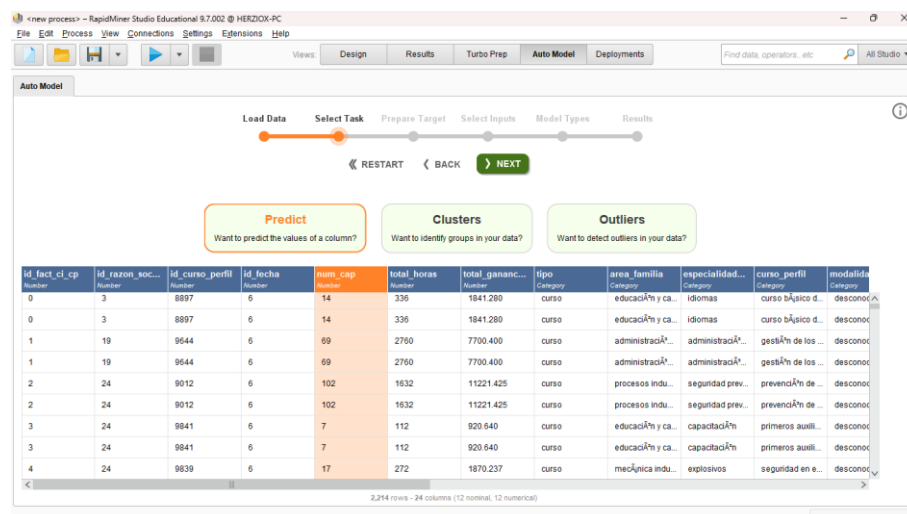 <new process> – RapidMiner Studio Educational 9.7.002 @ HERZIOX-PC
File Edit Process View Connections Settings Extensions Help
Views: Design Results Turbo Prep Auto Model Deployments Find data, operators...etc All Studio
Auto Model
Load Data Select Task Prepare Target Select Inputs Model Types Results
RESTART BACK NEXT
Predict Clusters Outliers
Want to predict the values of a column? Want to identify groups in your data? Want to detect outliers in your data?
id_fact_ci_cp id_razon_soc... id_curso_perfil id_fecha num_cap total_horas total_gananc... tipo area_familia especialidad... curso_perfil modalida
Number Number Number Number Number Number Number Category Category Category Category Category
0 3 8897 6 14 336 1841.280 curso educaciÃ³n y ca... idiomas curso bÃ¡sico d... desconoc
0 3 8897 6 14 336 1841.280 curso educaciÃ³n y ca... idiomas curso bÃ¡sico d... desconoc
1 19 9644 6 69 2760 7700.400 curso administraciÃ³... administraciÃ³... gestiÃ³n de los ... desconoc
1 19 9644 6 69 2760 7700.400 curso administraciÃ³... administraciÃ³... gestiÃ³n de los ... desconoc
2 24 9012 6 102 1632 11221.425 curso procesos indu... seguridad prev... prevenciÃ³n de ... desconoc
2 24 9012 6 102 1632 11221.425 curso procesos indu... seguridad prev... prevenciÃ³n de ... desconoc
3 24 9841 6 7 112 920.640 curso educaciÃ³n y ca... capacitaciÃ³n primeros auxili... desconoc
3 24 9841 6 7 112 920.640 curso educaciÃ³n y ca... capacitaciÃ³n primeros auxili... desconoc
4 24 9839 6 17 272 1870.237 curso mecÃ¡nica indu... explosivos seguridad en e... desconoc
2,214 rows - 24 columns (12 nominal, 12 numerical)